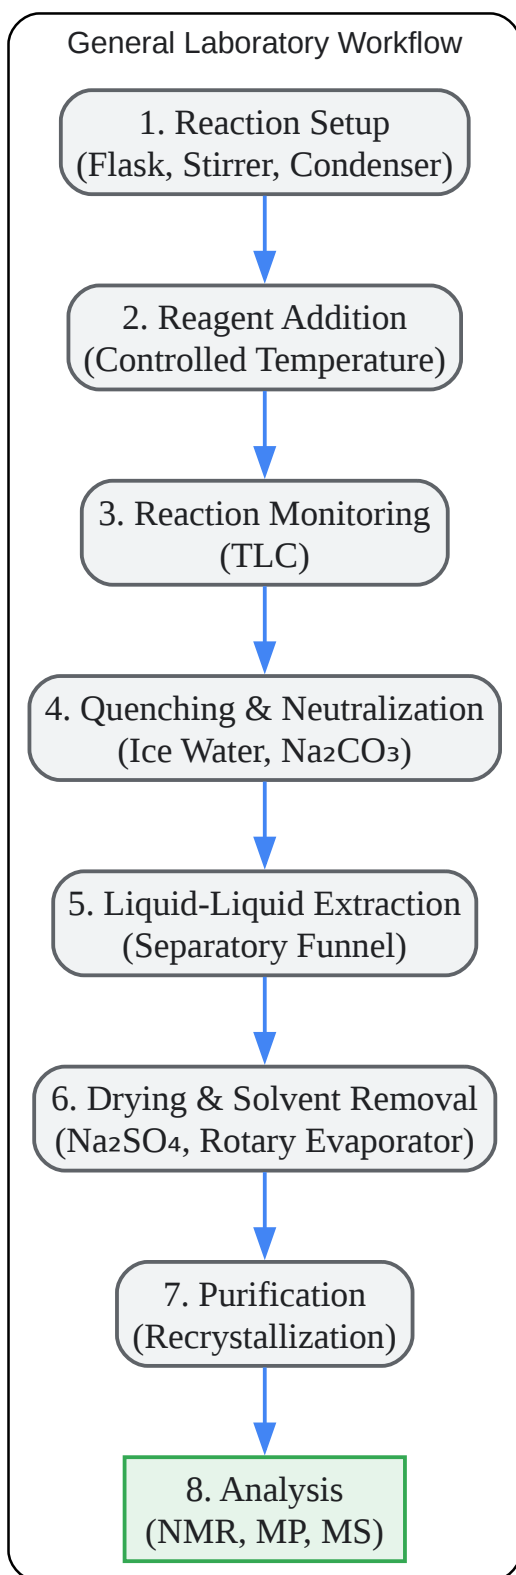 General Laboratory Workflow
1. Reaction Setup
(Flask, Stirrer, Condenser)
2. Reagent Addition
(Controlled Temperature)
3. Reaction Monitoring
(TLC)
4. Quenching & Neutralization
(Ice Water, Na₂CO₃)
5. Liquid-Liquid Extraction
(Separatory Funnel)
6. Drying & Solvent Removal
(Na₂SO₄, Rotary Evaporator)
7. Purification
(Recrystallization)
8. Analysis
(NMR, MP, MS)